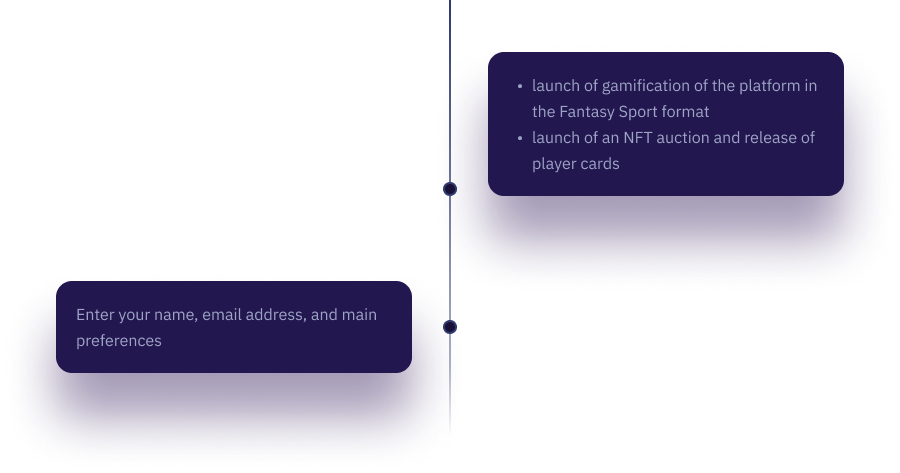 • launch of gamification of the platform in
the Fantasy Sport format
• launch of an NFT auction and release of
player cards
Enter your name, email address, and main
preferences